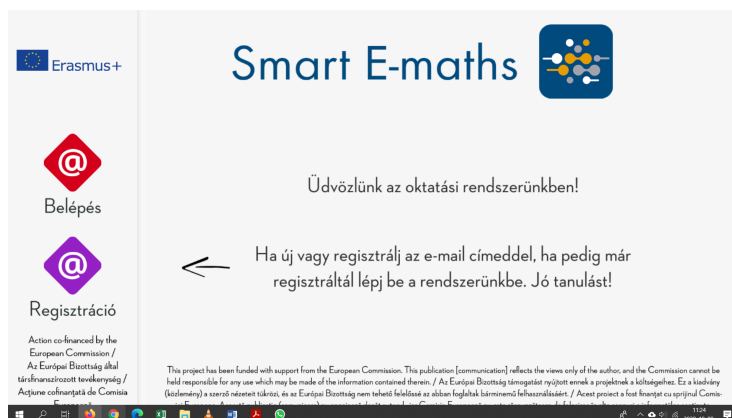 Erasmus+
Smart E-maths
@
Belépés
@
Regisztráció
Action co-financed by the
European Commission /
Az Európai Bizottság által
társfinanszírozott tevékenység /
Acțiune cofinanțată de Comisia
Üdvözlünk az oktatási rendszerünkben!
Ha új vagy regisztrálj az e-mail címeddel, ha pedig már
regisztráltál lépj be a rendszerünkbe. Jó tanulást!
This project has been funded with support from the European Commission. This publication [communication] reflects the views only of the author, and the Commission cannot be
held responsible for any use which may be made of the information contained therein. / Az Európai Bizottság támogatást nyújtott ennek a projektnek a költségeihez. Ez a kiadvány
(közlemény) a szerző nézeteit tükrözi, és az Európai Bizottság nem tehető felelőssé az abban foglaltak bárminemű felhasználásáért. / Acest proiect a fost finanțat cu sprijinul Comis-
11:24